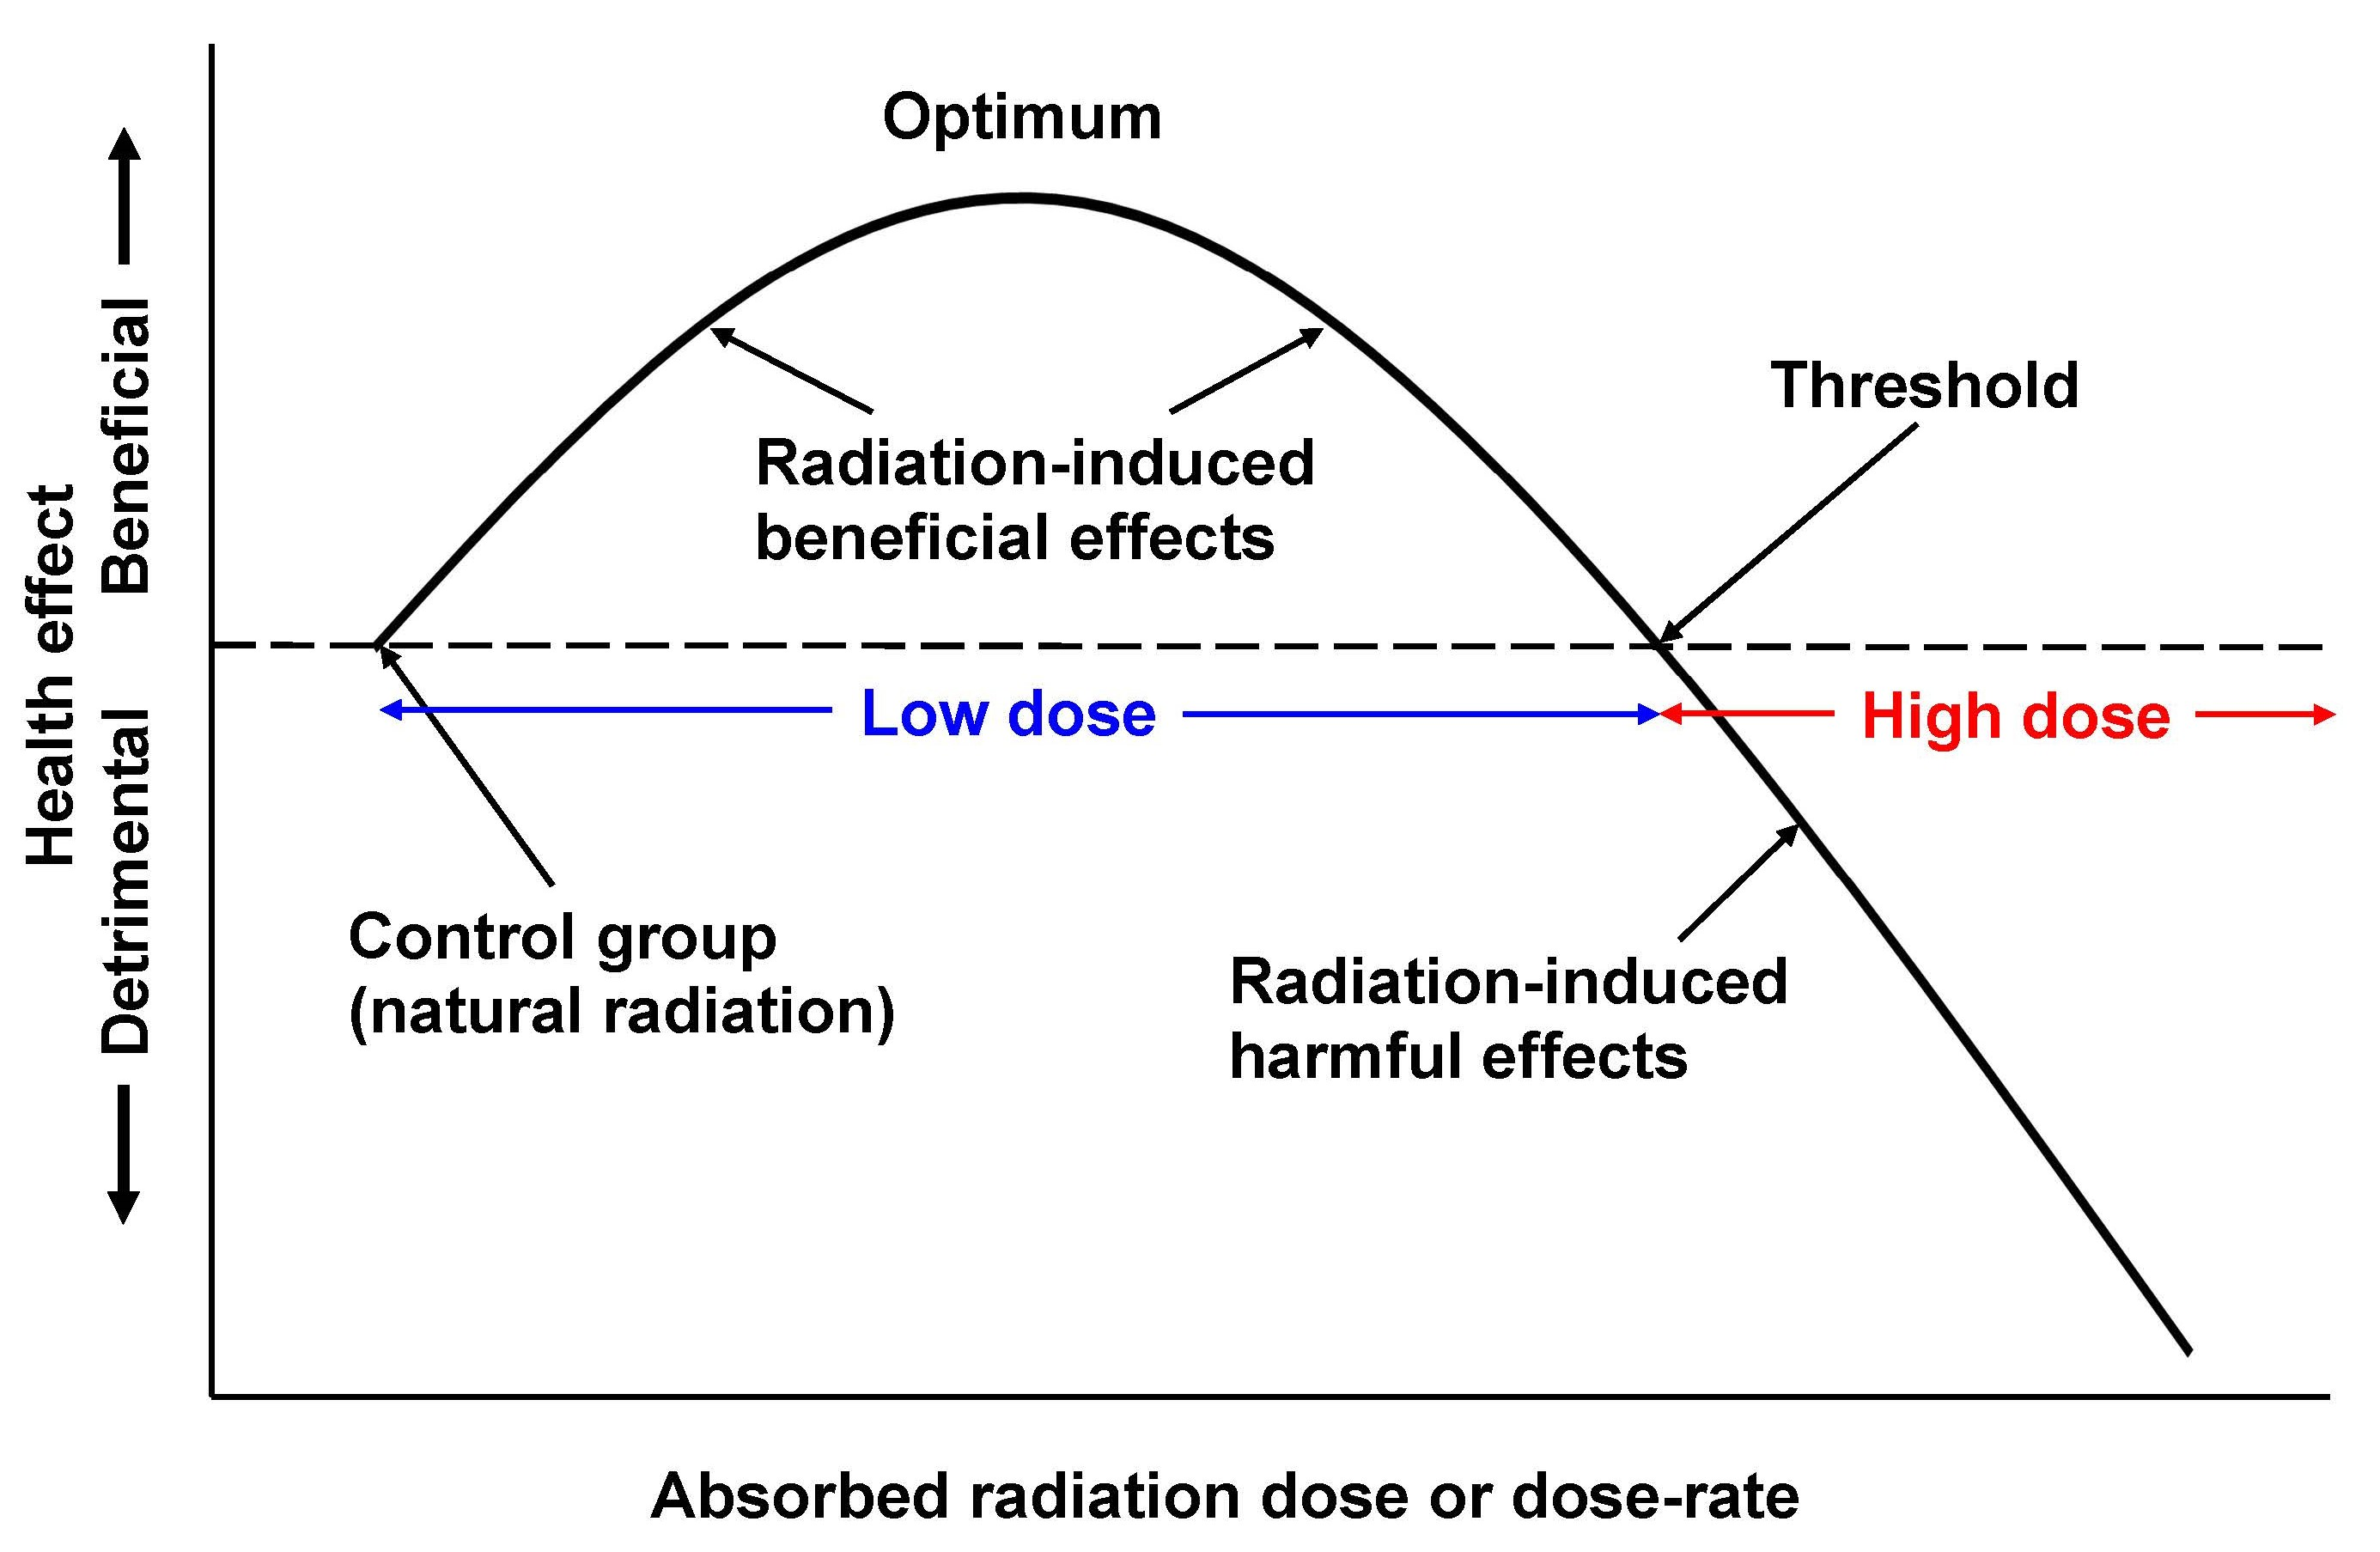 Optimum
Threshold
Radiation-induced
beneficial effects
Health effect
Detrimental Beneficial
Low dose
High dose
Control group
(natural radiation)
Radiation-induced
harmful effects
Absorbed radiation dose or dose-rate